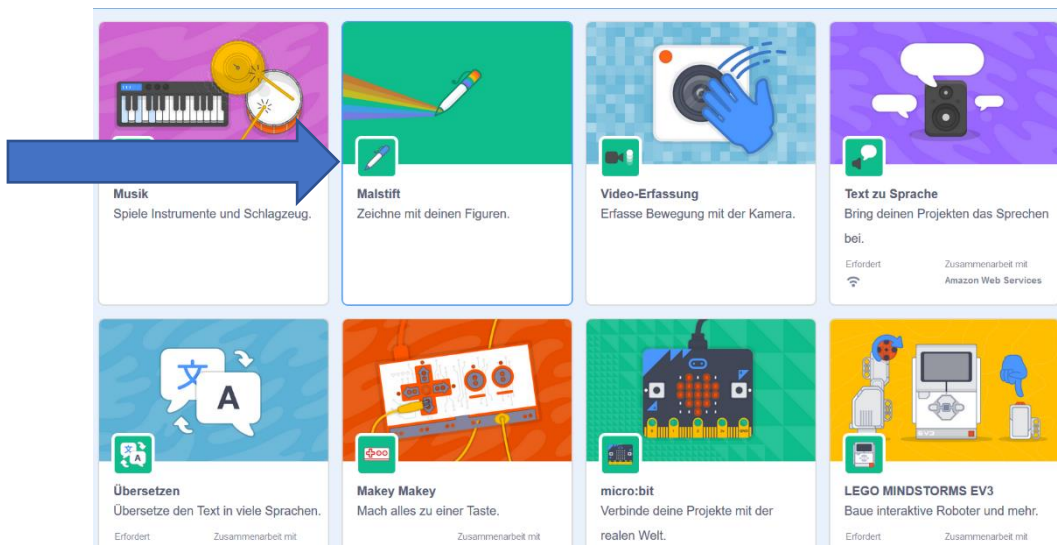 Musik
Spiele Instrumente und Schlagzeug.
Malstift
Zeichne mit deinen Figuren.
Video-Erfassung
Erfasse Bewegung mit der Kamera.
Text zu Sprache
Bring deinen Projekten das Sprechen
bei.
Erfordert Zusammenarbeit mit
Amazon Web Services
文 A
Übersetzen
Übersetze den Text in viele Sprachen.
Erfordert Zusammenarbeit mit
Makey Makey
Mach alles zu einer Taste.
Zusammenarbeit mit
micro:bit
Verbinde deine Projekte mit der
realen Welt.
EV3
LEGO MINDSTORMS EV3
Baue interaktive Roboter und mehr.
Erfordert Zusammenarbeit mit